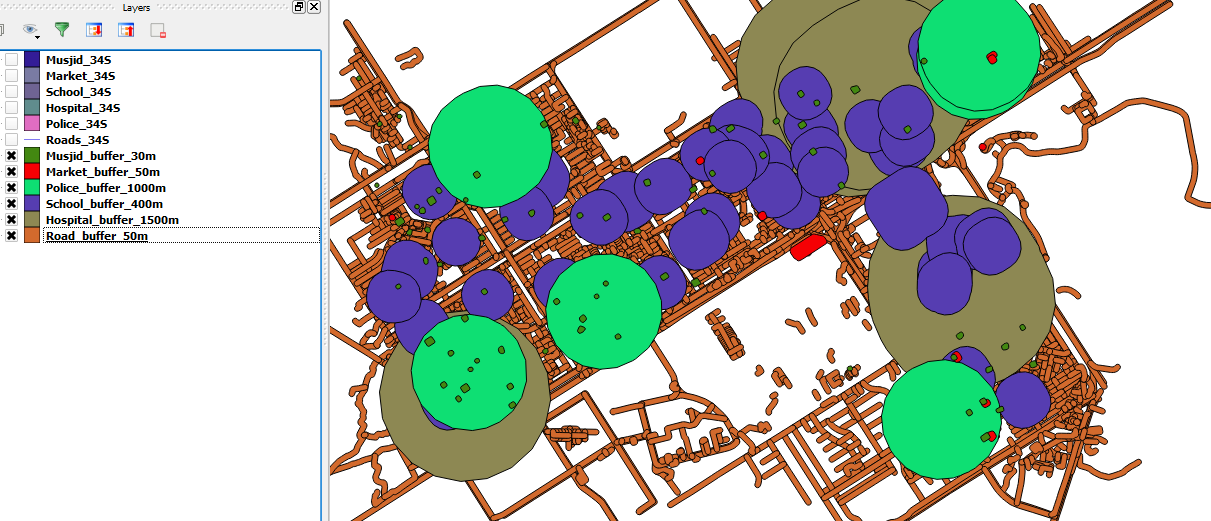 Layers
Musjid_34S
Market_34S
School_34S
Hospital_34S
Police_34S
Roads_34S
Musjid_buffer_30m
Market_buffer_50m
Police_buffer_1000m
School_buffer_400m
Hospital_buffer_1500m
Road_buffer_50m